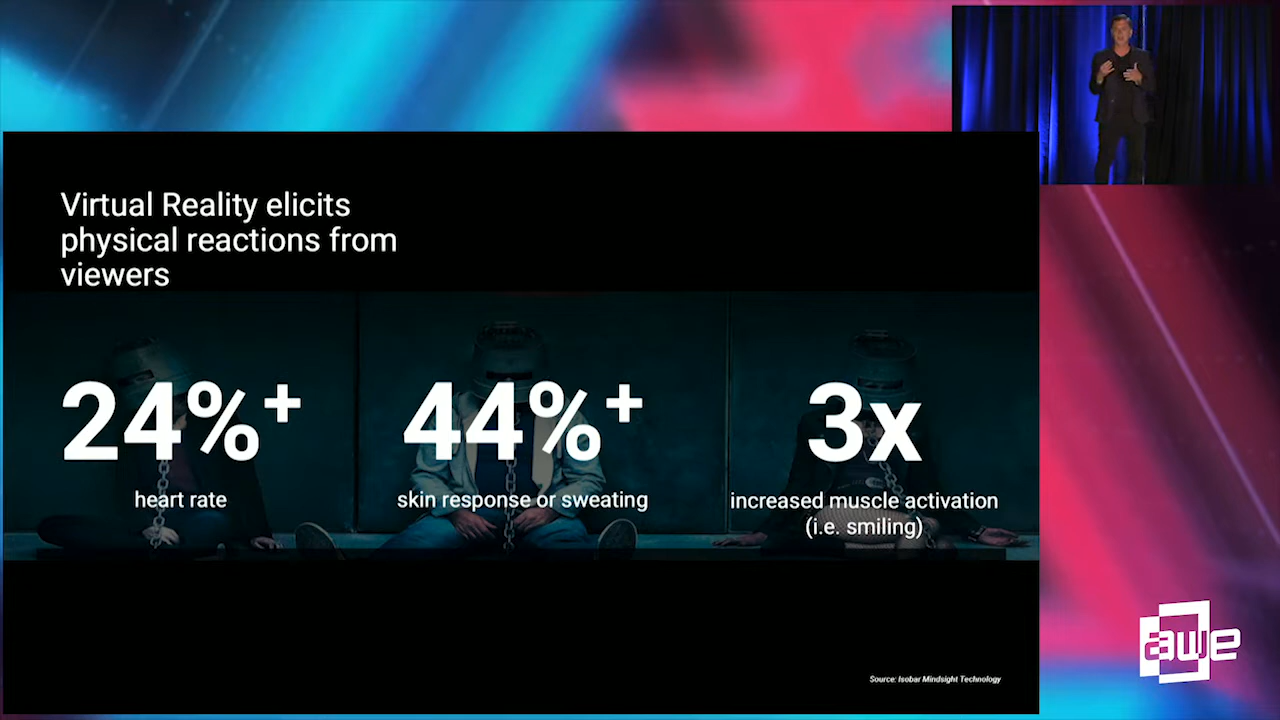 Virtual Reality elicits
physical reactions from
viewers
24%+
44%+
3x
heart rate
skin response or sweating
increased muscle activation
(i.e. smiling)
Source: Isobar Mindsight Technology
awe